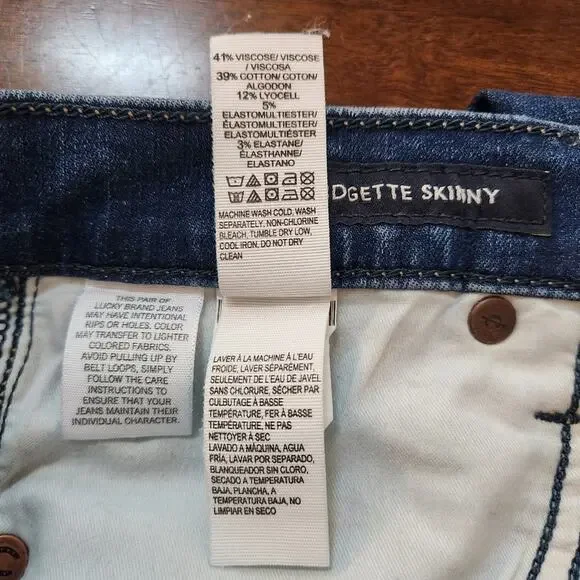 41% VISCOSE/ VISCOSE
/ VISCOSA
39% COTTON/ COTON/
ALGODON
12% LYOCELL
5%
ELASTOMULTIESTER/
ÉLASTOMULTIESTER/
ELASTOMULTIÉSTER
3% ELASTANE/
ÉLASTHANNE/
ELASTANO
MACHINE WASH COLD, WASH
SEPARATELY. NON-CHLORINE
BLEACH, TUMBLE DRY LOW,
COOL IRON, DO NOT DRY
CLEAN
DGETTE SKINNY
THIS PAIR OF
LUCKY BRAND JEANS
MAY HAVE INTENTIONAL
RIPS OR HOLES. COLOR
MAY TRANSFER TO LIGHTER
COLORED FABRICS.
AVOID PULLING UP BY
BELT LOOPS, SIMPLY
FOLLOW THE CARE
INSTRUCTIONS TO
ENSURE THAT YOUR
JEANS MAINTAIN THEIR
INDIVIDUAL CHARACTER.
LAVER À LA MACHINE À L'EAU
FROIDE, LAVER SÉPARÉMENT,
SEULEMENT DE L'EAU DE JAVEL
SANS CHLORURE, SÉCHER PAR
CULBUTAGE À BASSE
TEMPÉRATURE, FER À BASSE
TEMPÉRATURE, NE PAS
NETTOYER À SEC
LAVADO A MÁQUINA, AGUA
FRÍA, LAVAR POR SEPARADO,
BLANQUEADOR SIN CLORO,
SECADO A TEMPERATURA
BAJA, PLANCHA, A
TEMPERATURA BAJA, NO
LIMPIAR EN SECO